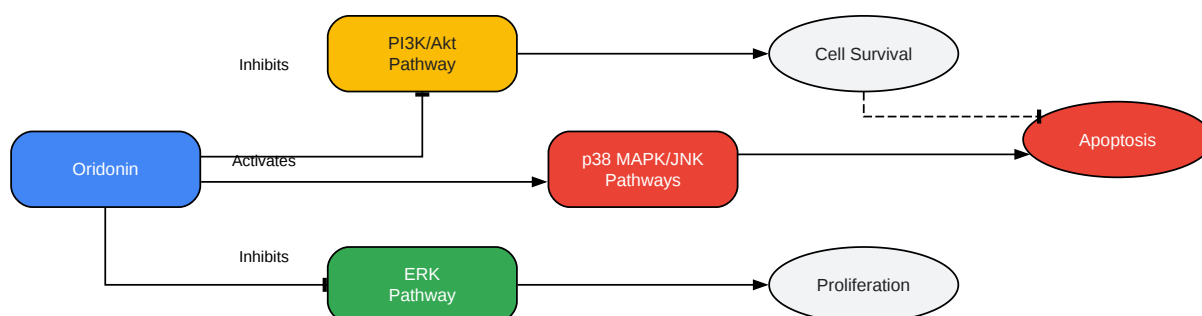 PI3K/Akt
Pathway
Cell Survival
Inhibits
Apoptosis
Oridonin
Activates
p38 MAPK/JNK
Pathways
Inhibits
ERK
Pathway
Proliferation